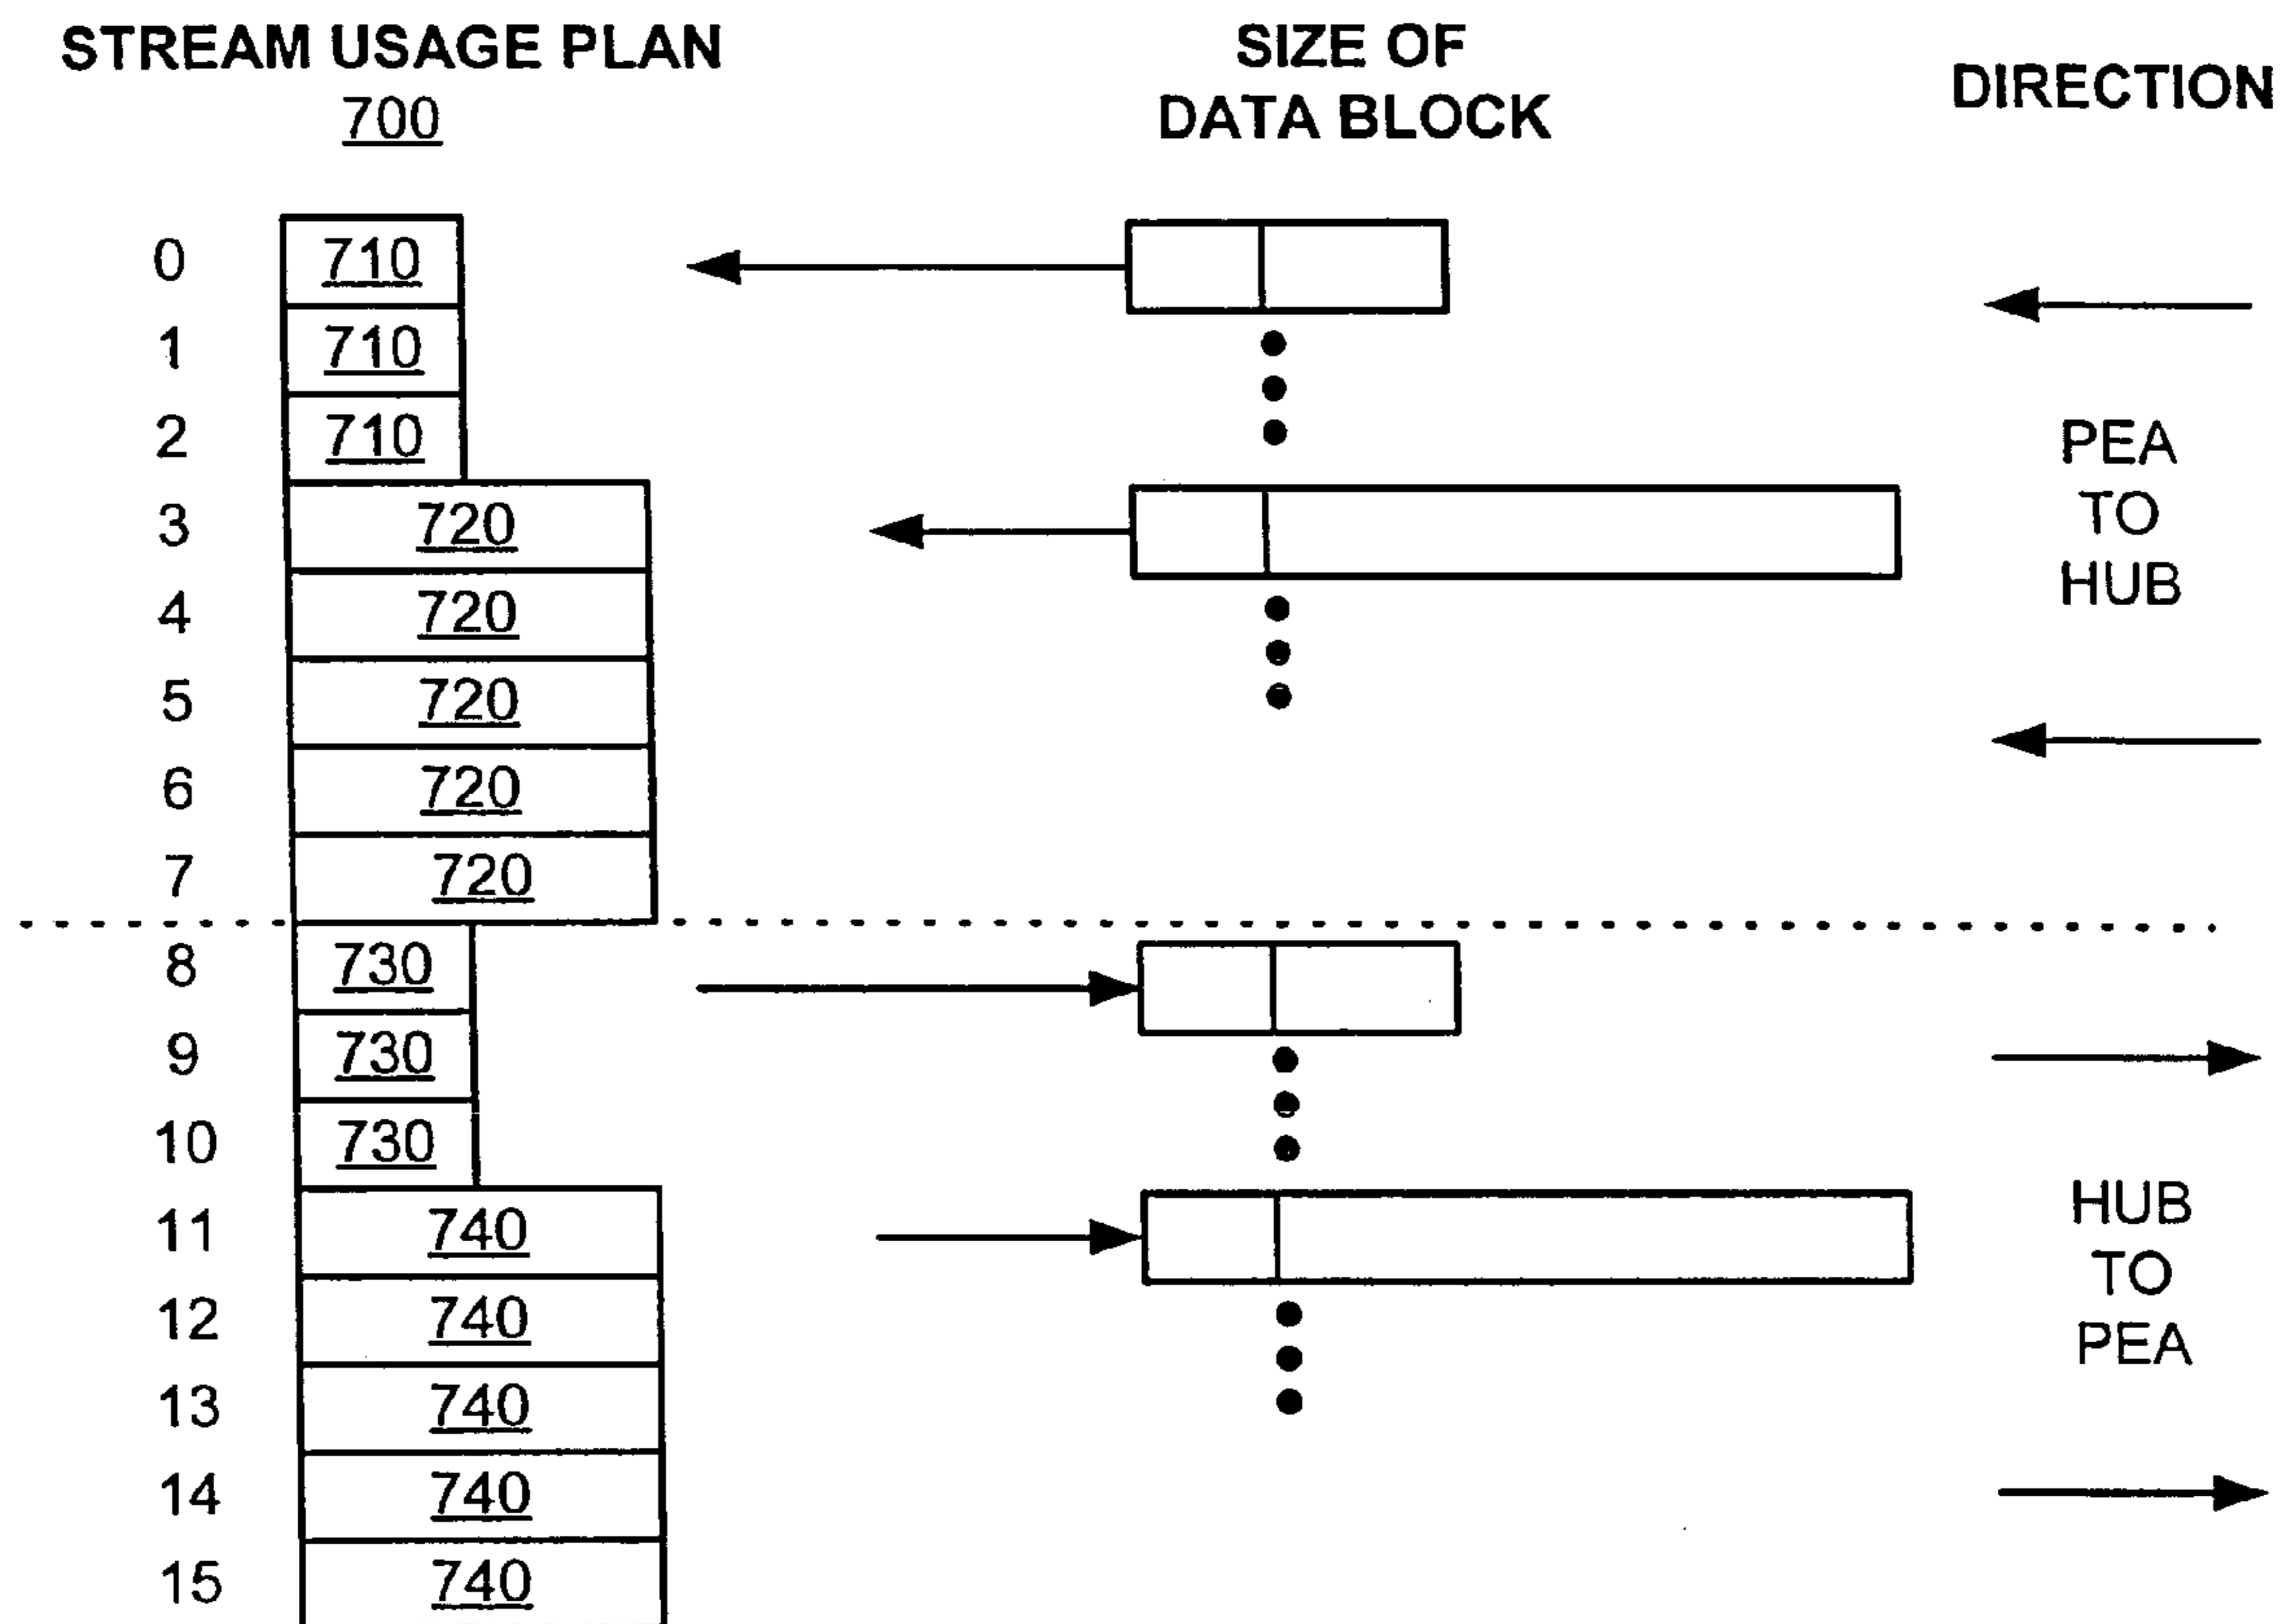 STREAM USAGE PLAN
700
SIZE OF
DATA BLOCK
DIRECTION
0 710
1 710
2 710
3 720
4 720
5 720
6 720
7 720
PEA
TO
HUB
8 730
9 730
10 730
11 740
12 740
13 740
14 740
15 740
HUB
TO
PEA